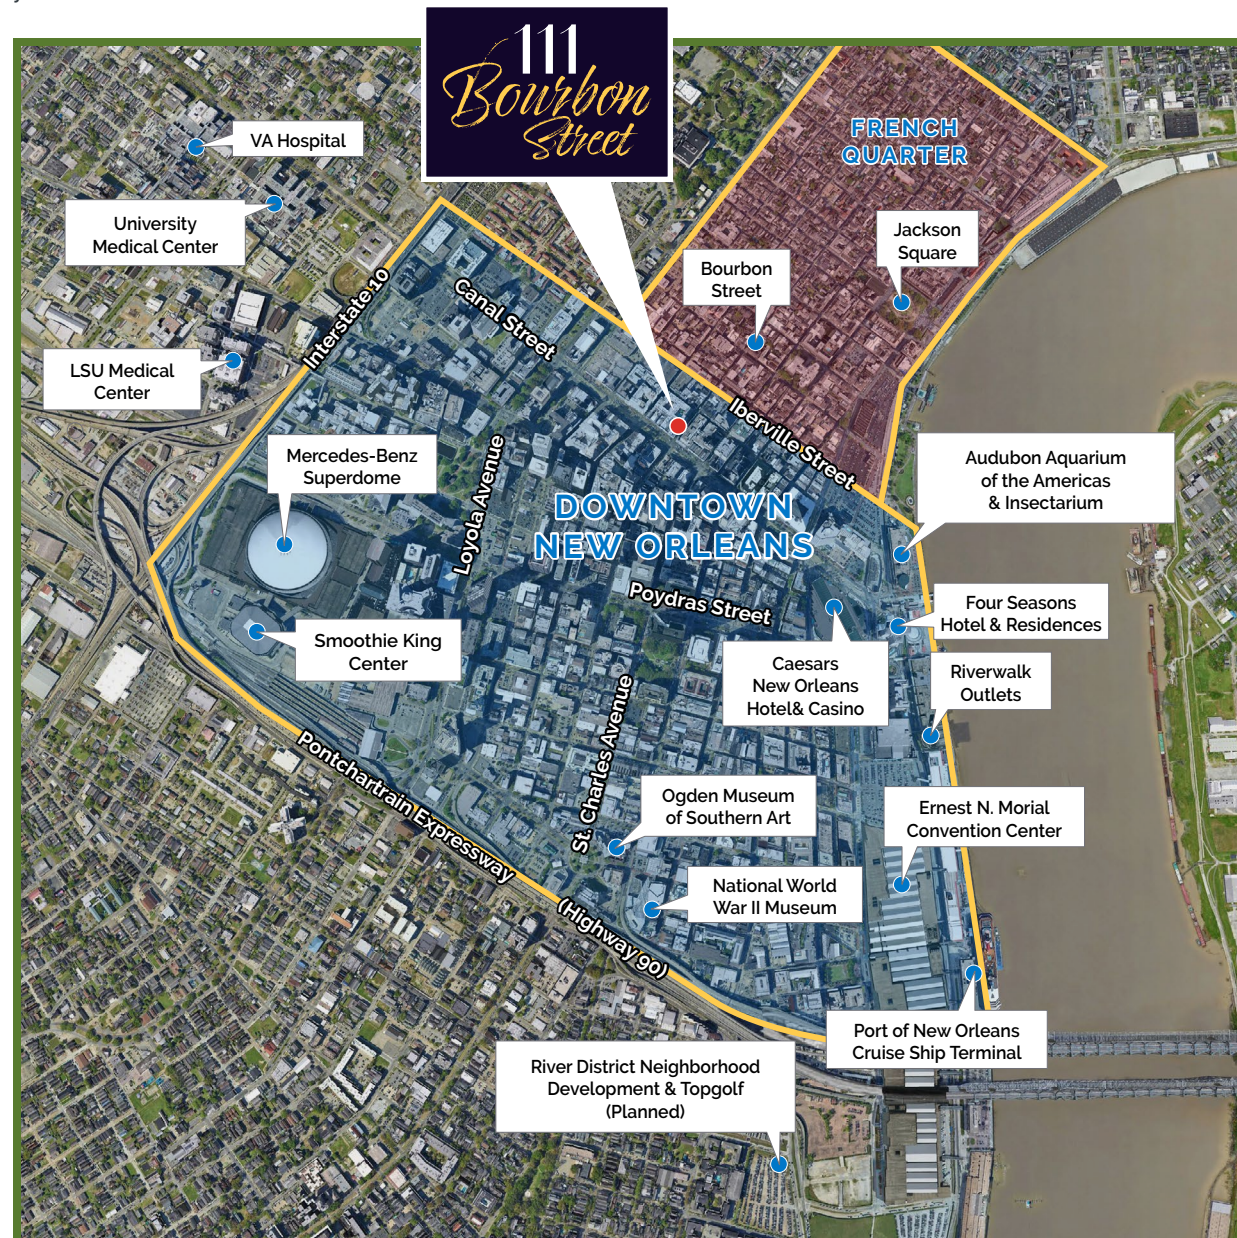 111
Bourbon
Street
FRENCH
QUARTER
VA Hospital
University
Medical Center
Jackson
Square
Bourbon
Street
Interstate 10
Canal Street
LSU Medical
Center
Iberville Street
Mercedes-Benz
Superdome
Loyola Avenue
Audubon Aquarium
of the Americas
& Insectarium
DOWNTOWN
NEW ORLEANS
Poydras Street
Four Seasons
Hotel & Residences
Smoothie King
Center
Caesars
New Orleans
Hotel& Casino
Riverwalk
Outlets
St. Charles Avenue
Pontchartrain Expressway
(Highway 90)
Ogden Museum
of Southern Art
Ernest N. Morial
Convention Center
National World
War II Museum
Port of New Orleans
Cruise Ship Terminal
River District Neighborhood
Development & Topgolf
(Planned)